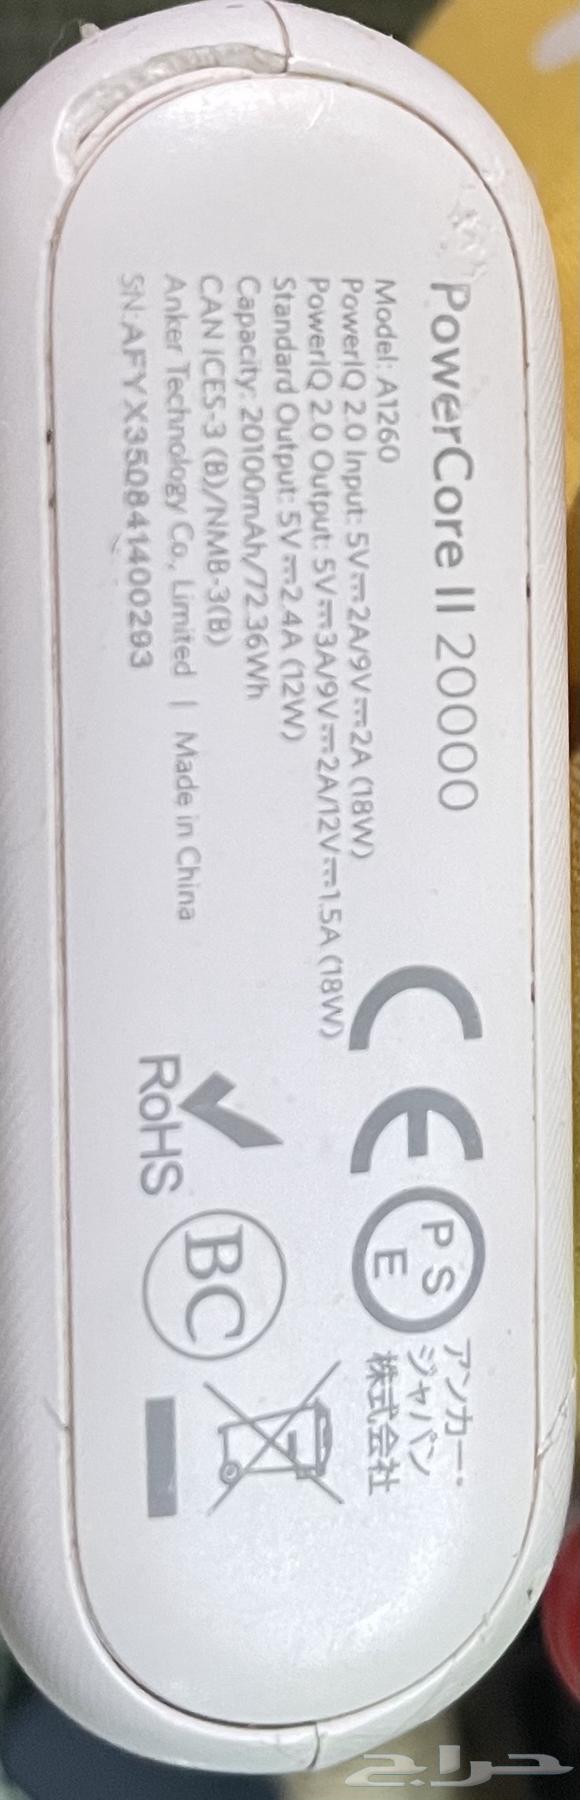 PowerCore II 20000
Model: A1260
PowerIQ 2.0 Input: 5V⎓2A/9V⎓2A (18W)
PowerIQ 2.0 Output: 5V⎓3A/9V⎓2A/12V⎓1.5A (18W)
Standard Output: 5V⎓2.4A (12W)
Capacity: 20100mAh/72.36Wh
CAN ICES-3 (B)/NMB-3(B)
Anker Technology Co., Limited | Made in China
SN:AFYX350841400293
CE
PSE
アンカー・
ジャパン
株式会社
RoHS
BC
حراج